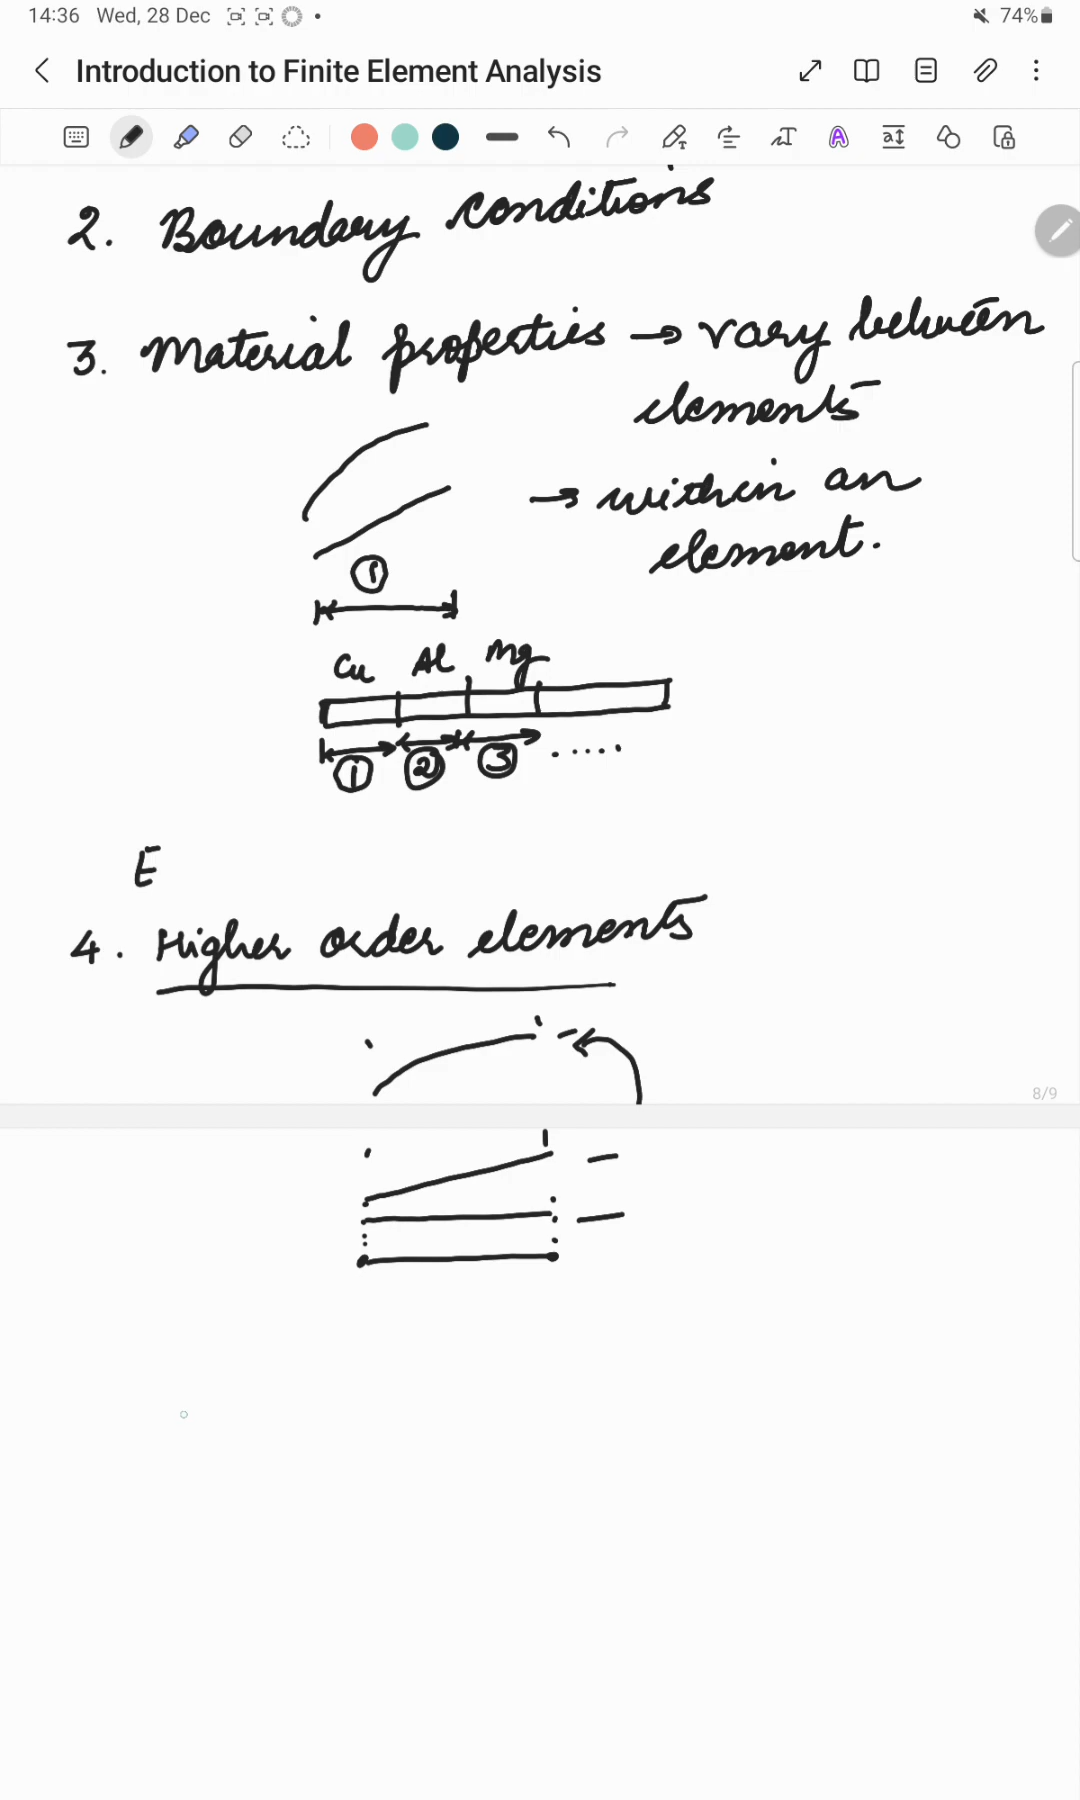 14:36 Wed, 28 Dec
74%
Introduction to Finite Element Analysis
2. Boundary conditions
3. Material properties → vary between
elements
→ within an
element.
①
Cu Al Mg
① ② ③ .....
E
4. Higher order elements
8/9